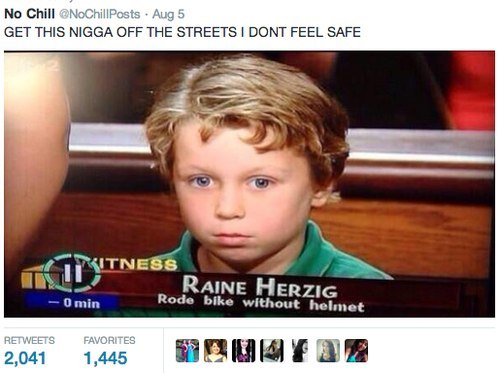 No Chill @NoChillPosts · Aug 5
GET THIS NIGGA OFF THE STREETS I DONT FEEL SAFE
WITNESS
RAINE HERZIG
Rode bike without helmet
– 0 min
RETWEETS FAVORITES
2,041 1,445